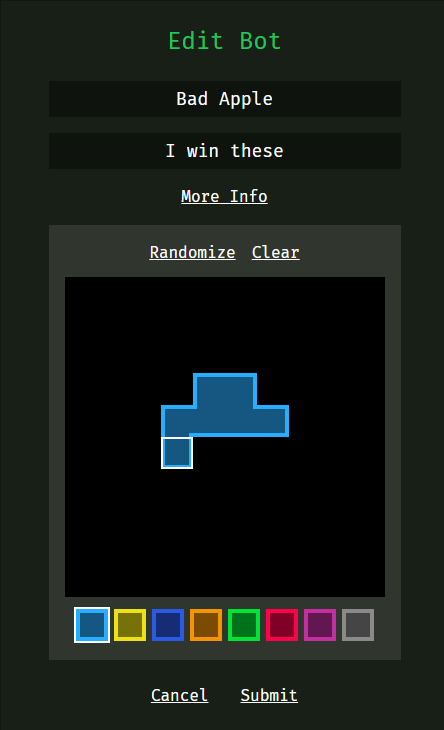 Edit Bot
Bad Apple
I win these
More Info
Randomize Clear
Cancel Submit